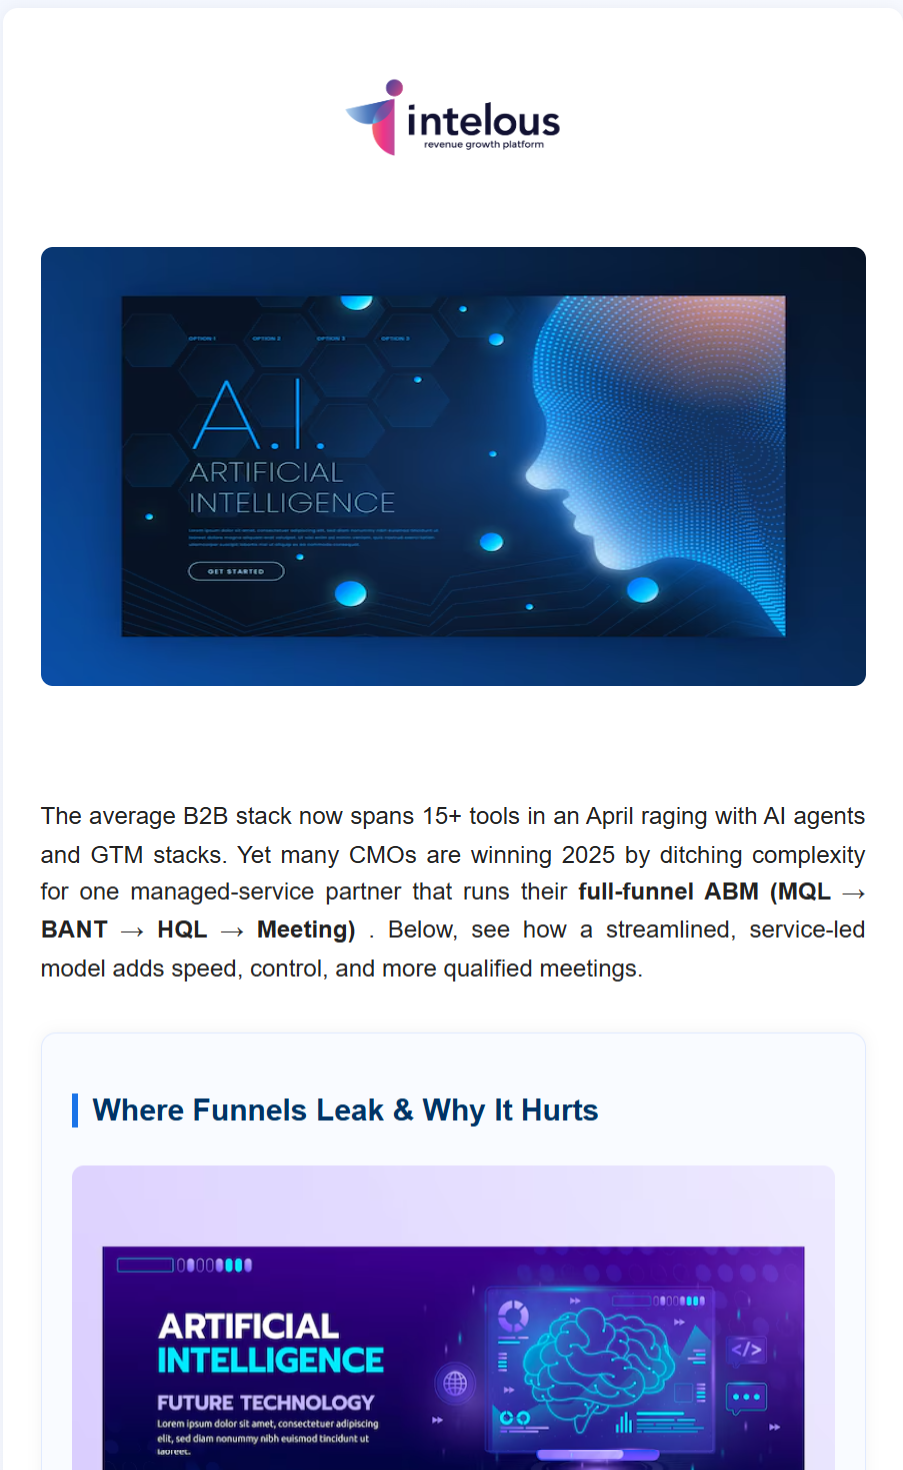 intelous
revenue growth platform
OPTION 1 OPTION 2 OPTION 3 OPTION 3
A.I.
ARTIFICIAL
INTELLIGENCE
GET STARTED
The average B2B stack now spans 15+ tools in an April raging with AI agents
and GTM stacks. Yet many CMOs are winning 2025 by ditching complexity
for one managed-service partner that runs their full-funnel ABM (MQL →
BANT → HQL → Meeting) . Below, see how a streamlined, service-led
model adds speed, control, and more qualified meetings.
Where Funnels Leak & Why It Hurts
ARTIFICIAL
INTELLIGENCE
FUTURE TECHNOLOGY
Lorem ipsum dolor sit amet, consectetuer adipiscing
elit, sed diam nonummy nibh euismod tincidunt ut
laoreet.